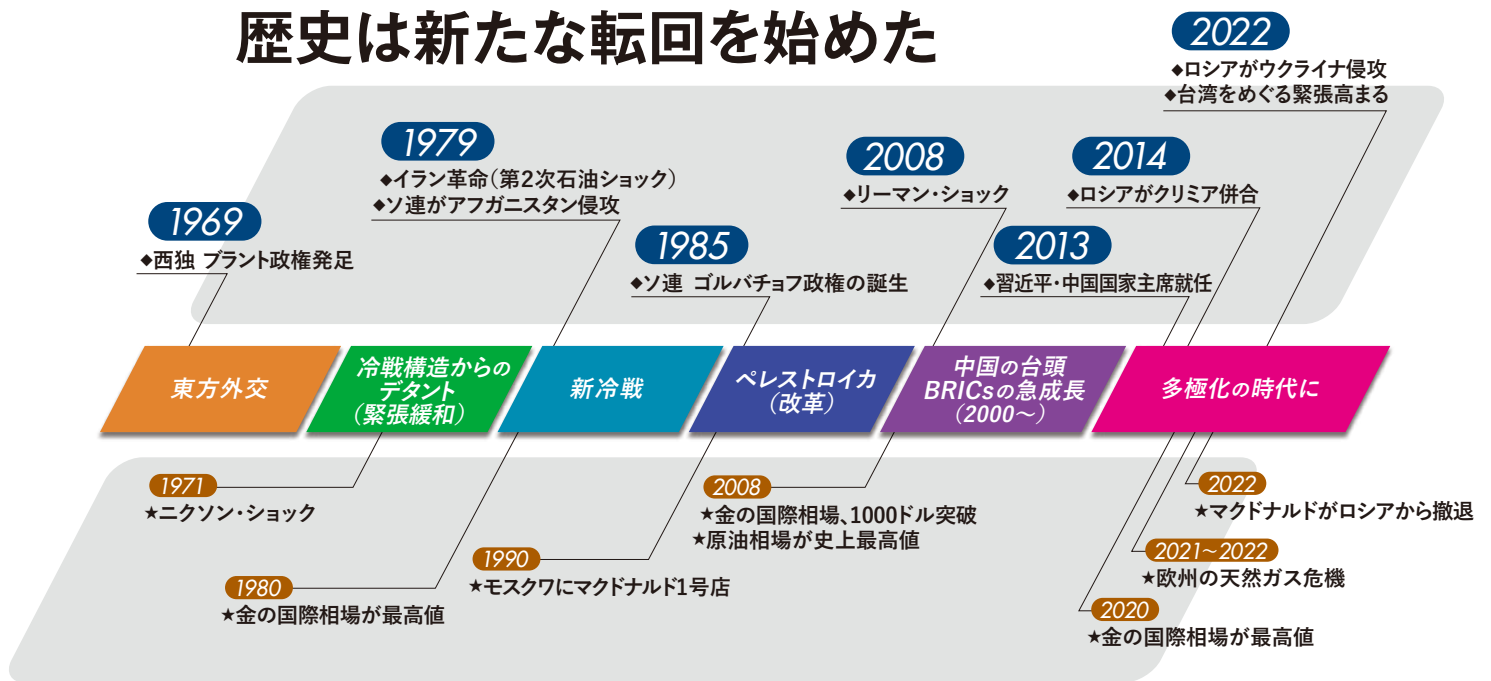 歴史は新たな転回を始めた
2022
◆ロシアがウクライナ侵攻
◆台湾をめぐる緊張高まる
1979
◆イラン革命(第2次石油ショック)
◆ソ連がアフガニスタン侵攻
2008
◆リーマン・ショック
2014
◆ロシアがクリミア併合
1969
◆西独 ブラント政権発足
1985
◆ソ連 ゴルバチョフ政権の誕生
2013
◆習近平・中国国家主席就任
東方外交
冷戦構造からの
デタント
(緊張緩和)
新冷戦
ペレストロイカ
(改革)
中国の台頭
BRICsの急成長
(2000〜)
多極化の時代に
1971
★ニクソン・ショック
1980
★金の国際相場が最高値
1990
★モスクワにマクドナルド1号店
2008
★金の国際相場、1000ドル突破
★原油相場が史上最高値
2022
★マクドナルドがロシアから撤退
2021〜2022
★欧州の天然ガス危機
2020
★金の国際相場が最高値